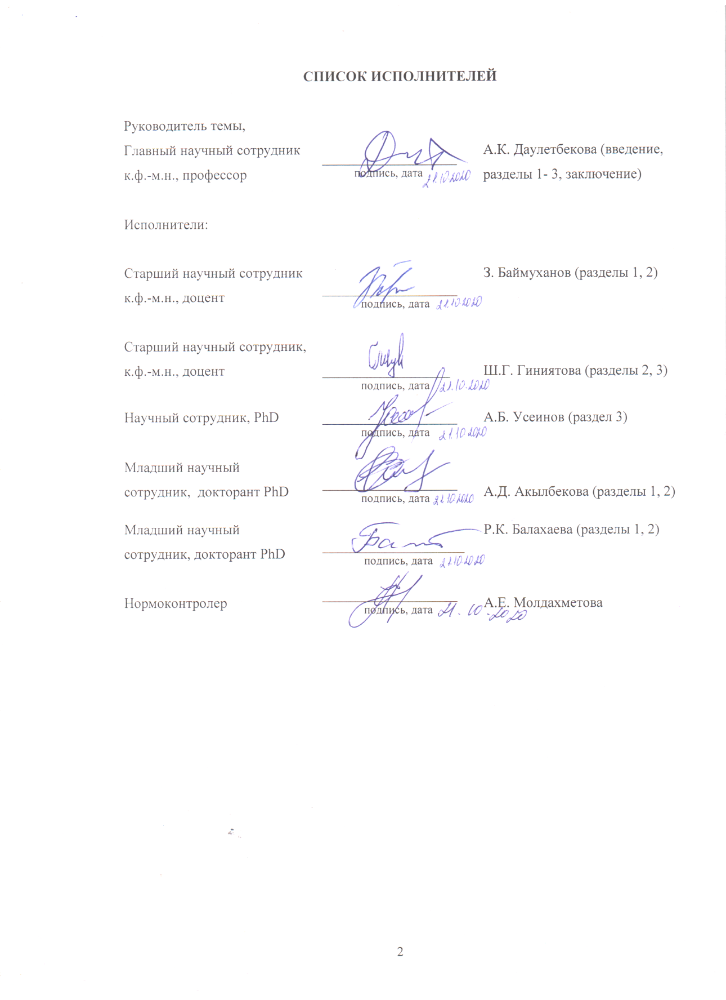 СПИСОК ИСПОЛНИТЕЛЕЙ
Руководитель темы,
Главный научный сотрудник
к.ф.-м.н., профессор
подпись, дата 21.10.2020
А.К. Даулетбекова (введение,
разделы 1- 3, заключение)
Исполнители:
Старший научный сотрудник
к.ф.-м.н., доцент
подпись, дата 21.10.2020
З. Баймуханов (разделы 1, 2)
Старший научный сотрудник,
к.ф.-м.н., доцент
подпись, дата 21.10.2020
Ш.Г. Гиниятова (разделы 2, 3)
Научный сотрудник, PhD
подпись, дата 21.10.2020
А.Б. Усеинов (раздел 3)
Младший научный
сотрудник, докторант PhD
подпись, дата 21.10.2020
А.Д. Акылбекова (разделы 1, 2)
Младший научный
сотрудник, докторант PhD
подпись, дата 21.10.2020
Р.К. Балахаева (разделы 1, 2)
Нормоконтролер
подпись, дата 21.10.2020
А.Е. Молдахметова
2